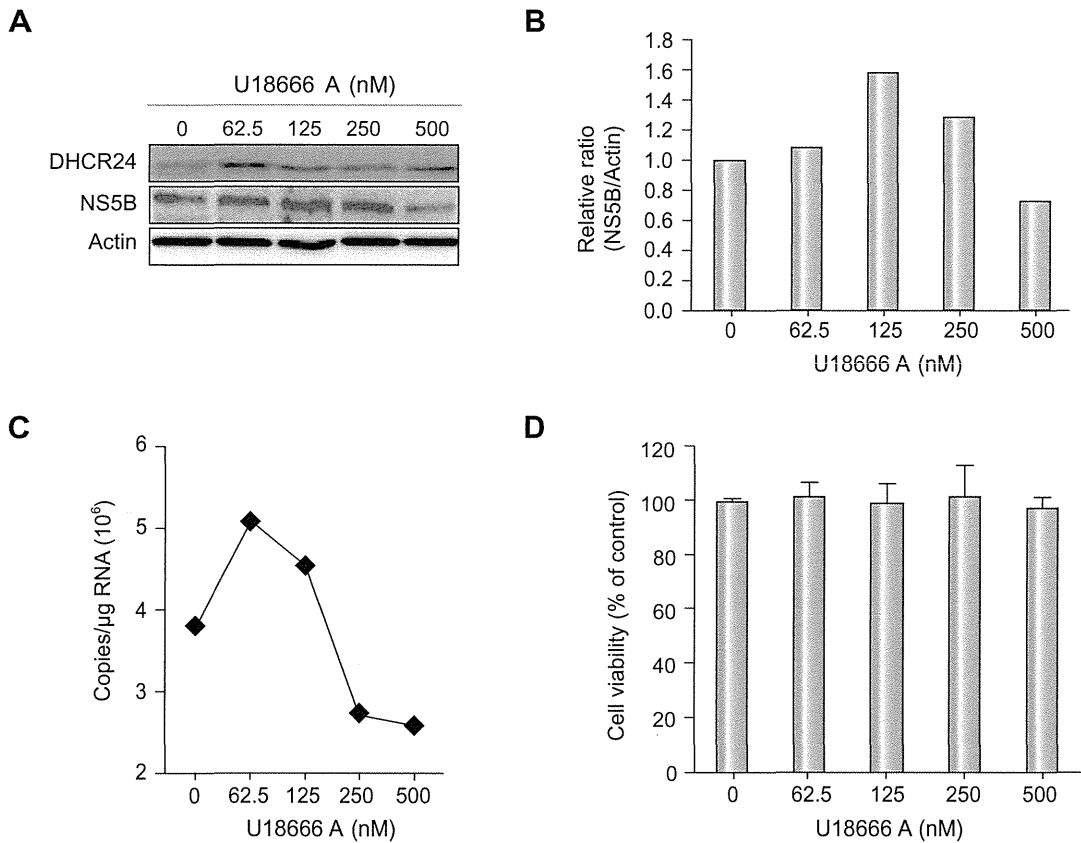 A
U18666 A (nM)
0 62.5 125 250 500
DHCR24
NS5B
Actin
B
Relative ratio
(NS5B/Actin)
1.8
1.6
1.4
1.2
1.0
0.8
0.6
0.4
0.2
0.0
0 62.5 125 250 500
U18666 A (nM)
C
Copies/µg RNA (10⁶)
6
5
4
3
2
0 62.5 125 250 500
U18666 A (nM)
D
Cell viability (% of control)
120
100
80
60
40
20
0
0 62.5 125 250 500
U18666 A (nM)